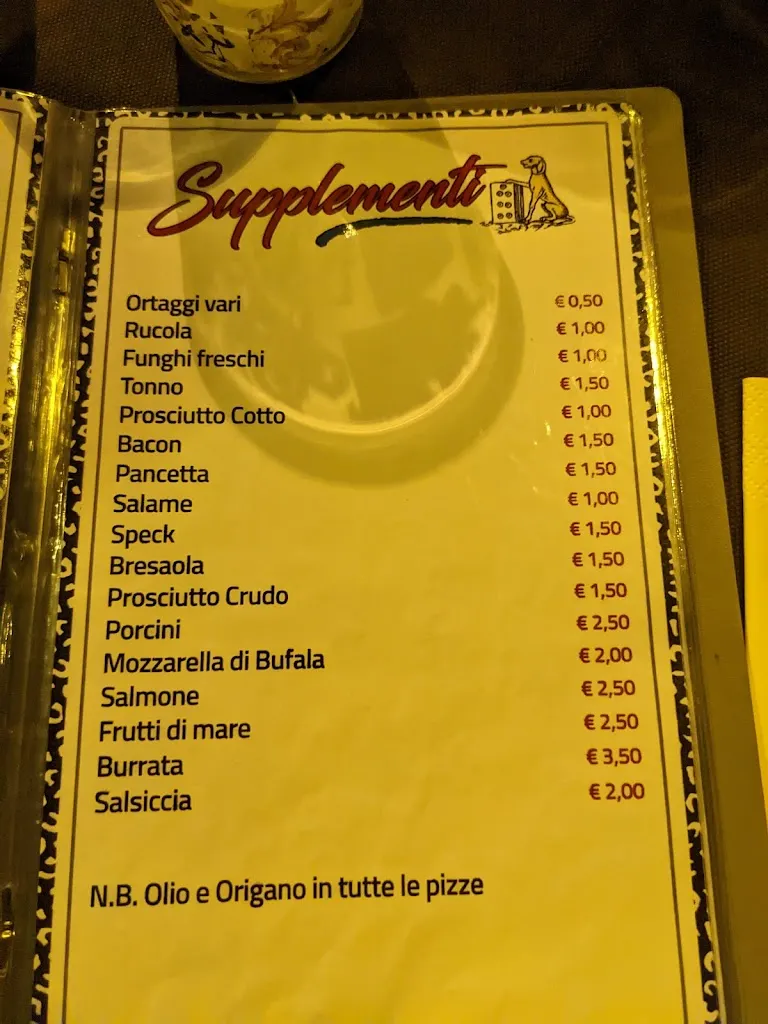 Supplementi
Ortaggi vari € 0,50
Rucola € 1,00
Funghi freschi € 1,00
Tonno € 1,50
Prosciutto Cotto € 1,00
Bacon € 1,50
Pancetta € 1,50
Salame € 1,00
Speck € 1,50
Bresaola € 1,50
Prosciutto Crudo € 1,50
Porcini € 2,50
Mozzarella di Bufala € 2,00
Salmone € 2,50
Frutti di mare € 2,50
Burrata € 3,50
Salsiccia € 2,00
N.B. Olio e Origano in tutte le pizze